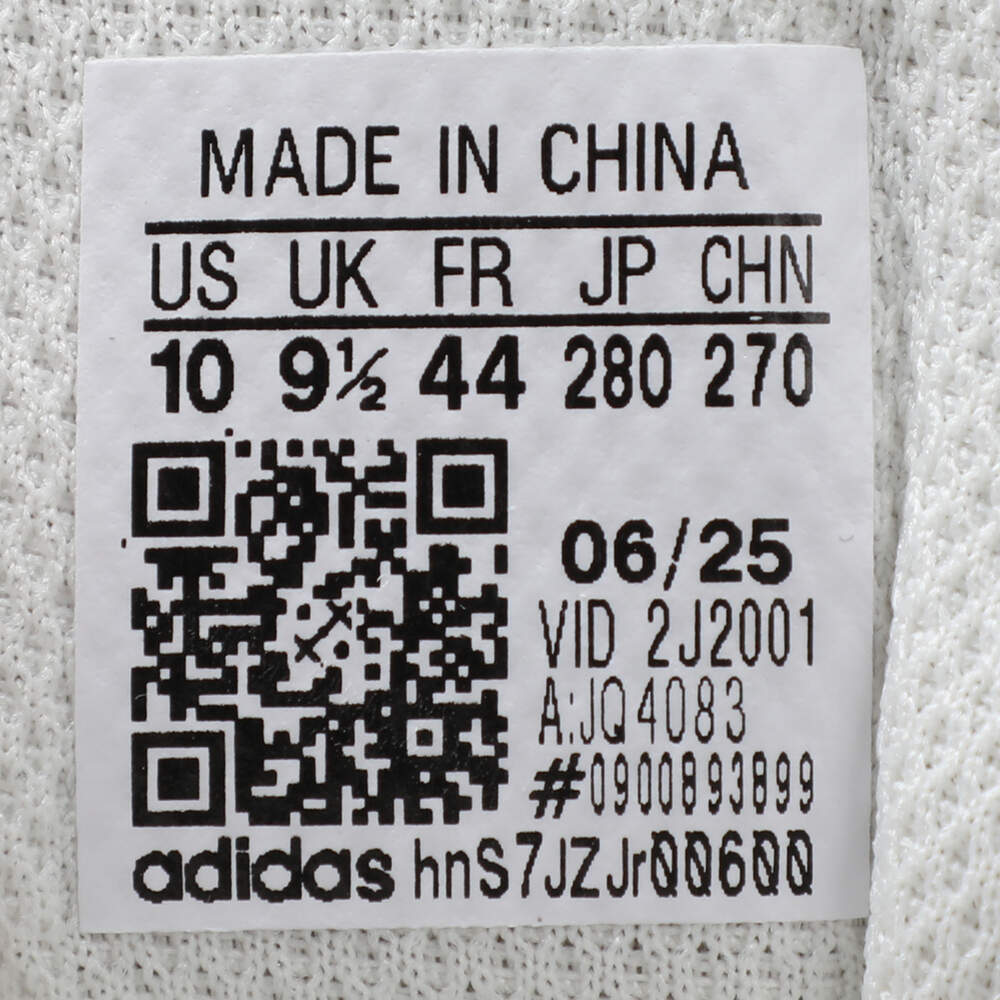 MADE IN CHINA
US UK FR JP CHN
10 9½ 44 280 270
06/25
VID 2J2001
A:JQ4083
#0900893899
adidas hnS7JZJr00600